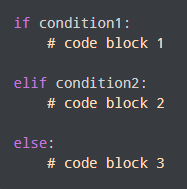 if condition1:
    # code block 1
elif condition2:
    # code block 2
else:
    # code block 3